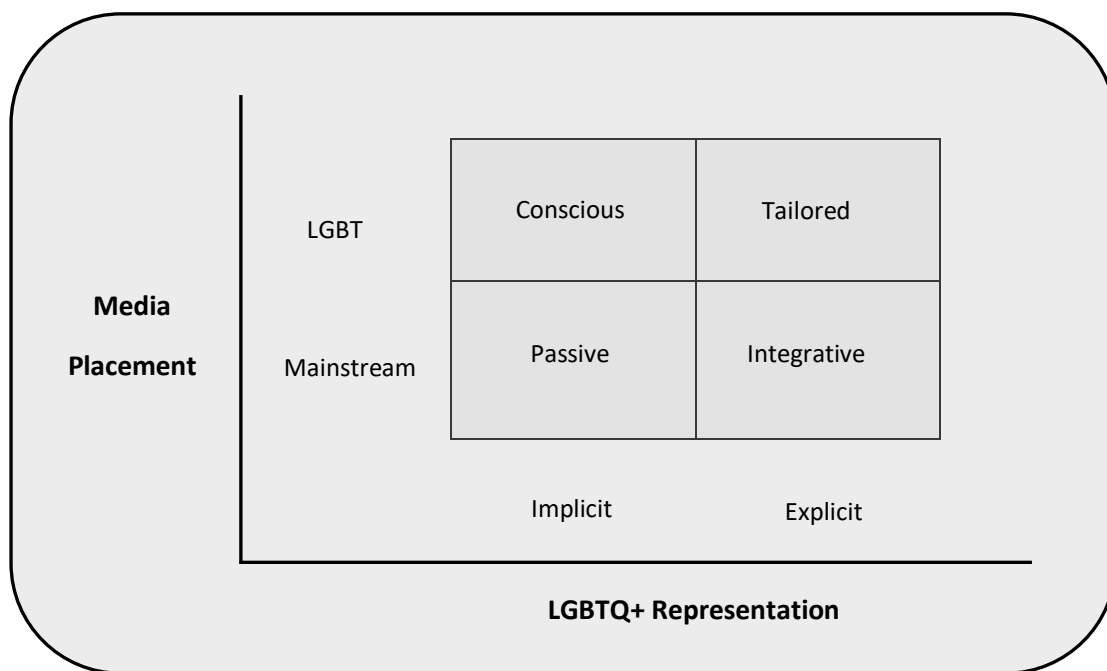 Conscious
Tailored
LGBT
Media
Placement
Mainstream
Passive
Integrative
Implicit
Explicit
LGBTQ+ Representation